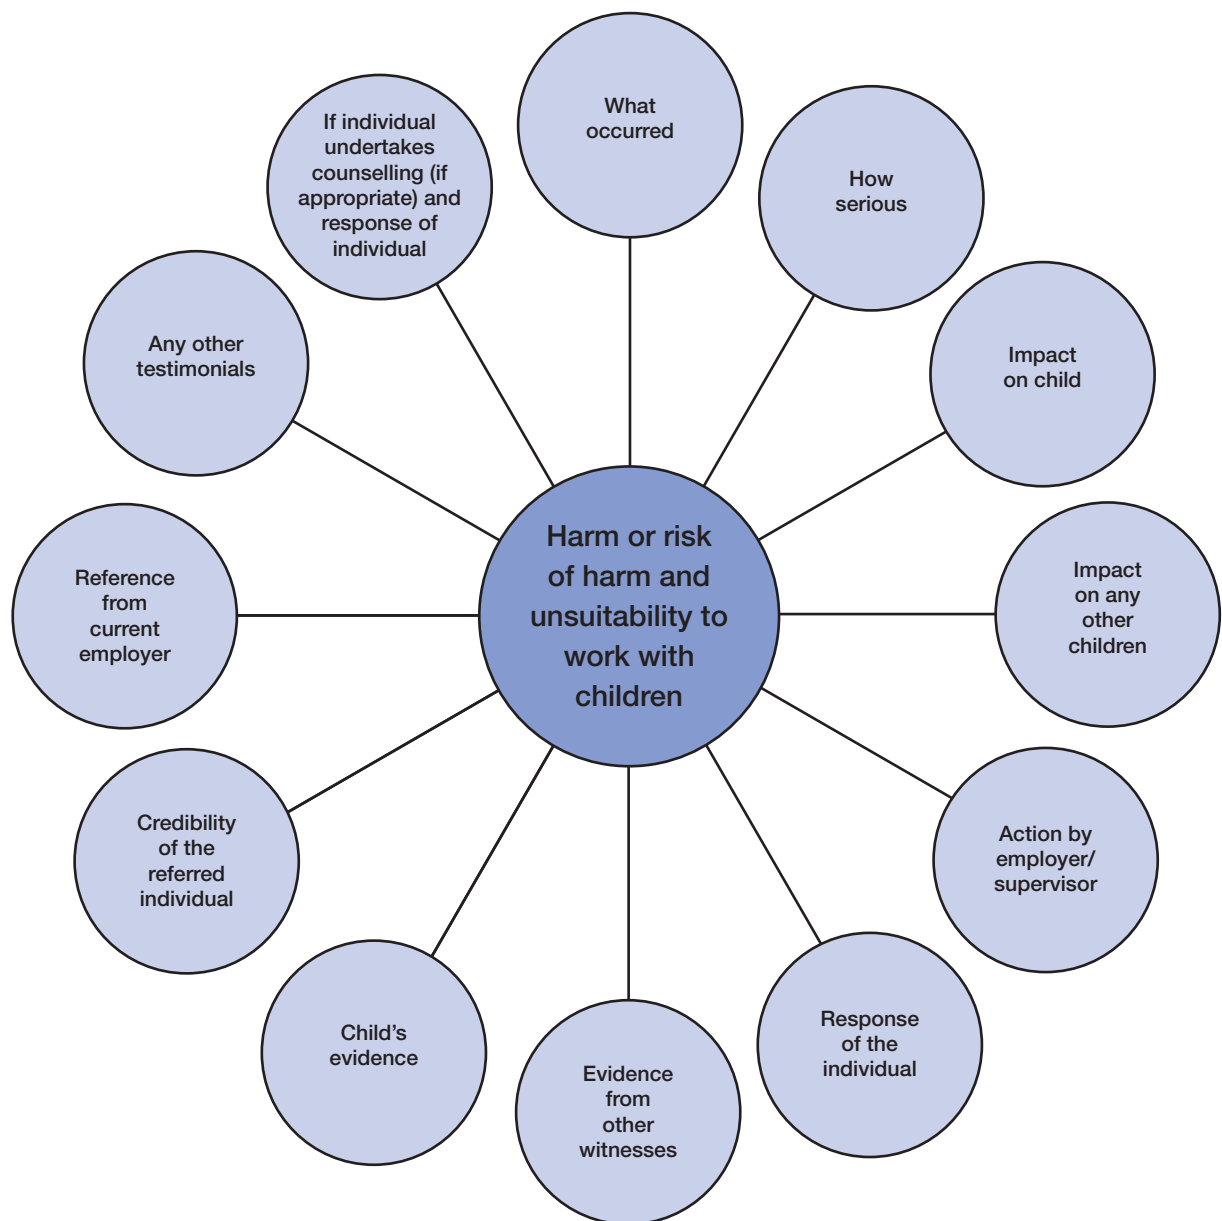 What
occurred
How
serious
Impact
on child
Impact
on any
other
children
Action by
employer/
supervisor
Response
of the
individual
Evidence
from
other
witnesses
Child’s
evidence
Credibility
of the
referred
individual
Reference
from
current
employer
Any other
testimonials
If individual
undertakes
counselling (if
appropriate) and
response of
individual
Harm or risk
of harm and
unsuitability to
work with
children